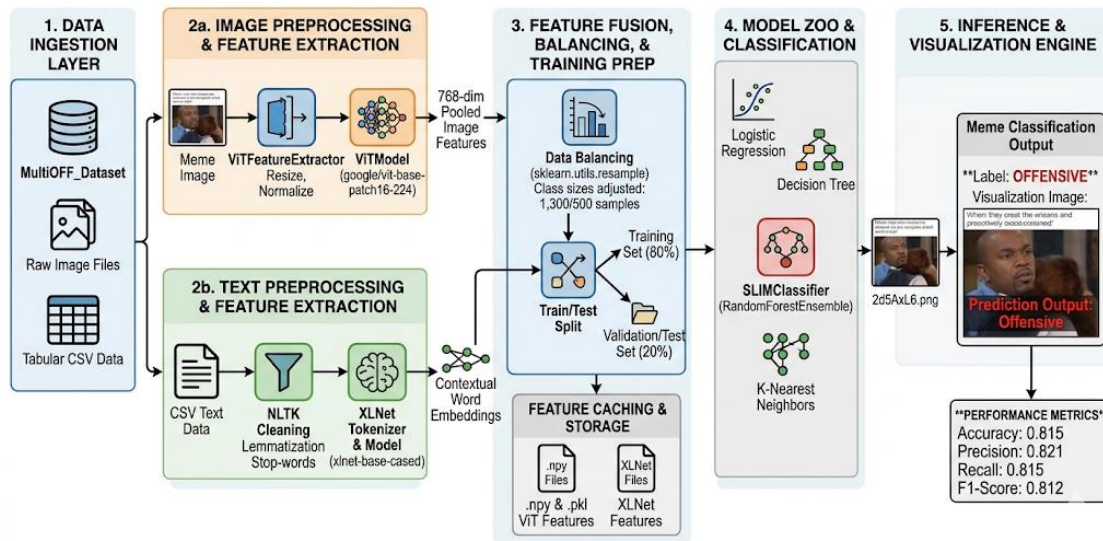 1. DATA
INGESTION
LAYER
MultiOFF_Dataset
Raw Image Files
Tabular CSV Data
2a. IMAGE PREPROCESSING
& FEATURE EXTRACTION
Meme
Image
ViTFeatureExtractor
Resize,
Normalize
ViTModel
(google/vit-base-
patch16-224)
768-dim
Pooled
Image
Features
2b. TEXT PREPROCESSING
& FEATURE EXTRACTION
CSV Text
Data
NLTK
Cleaning
Lemmatization
Stop-words
XLNet
Tokenizer
& Model
(xlnet-base-cased)
Contextual
Word
Embeddings
3. FEATURE FUSION,
BALANCING, &
TRAINING PREP
Data Balancing
(sklearn.utils.resample)
Class sizes adjusted:
1,300/500 samples
Train/Test
Split
Training
Set (80%)
Validation/Test
Set (20%)
FEATURE CACHING &
STORAGE
.npy
Files
.npy & .pkl
ViT Features
XLNet
Files
XLNet
Features
4. MODEL ZOO &
CLASSIFICATION
Logistic
Regression
Decision Tree
SLIMClassifier
(RandomForestEnsemble)
K-Nearest
Neighbors
2d5AxL6.png
5. INFERENCE &
VISUALIZATION ENGINE
Meme Classification
Output
**Label: OFFENSIVE**
Visualization Image:
When they creat the and
Prediction Output:
Offensive
**PERFORMANCE METRICS*
Accuracy: 0.815
Precision: 0.821
Recall: 0.815
F1-Score: 0.812